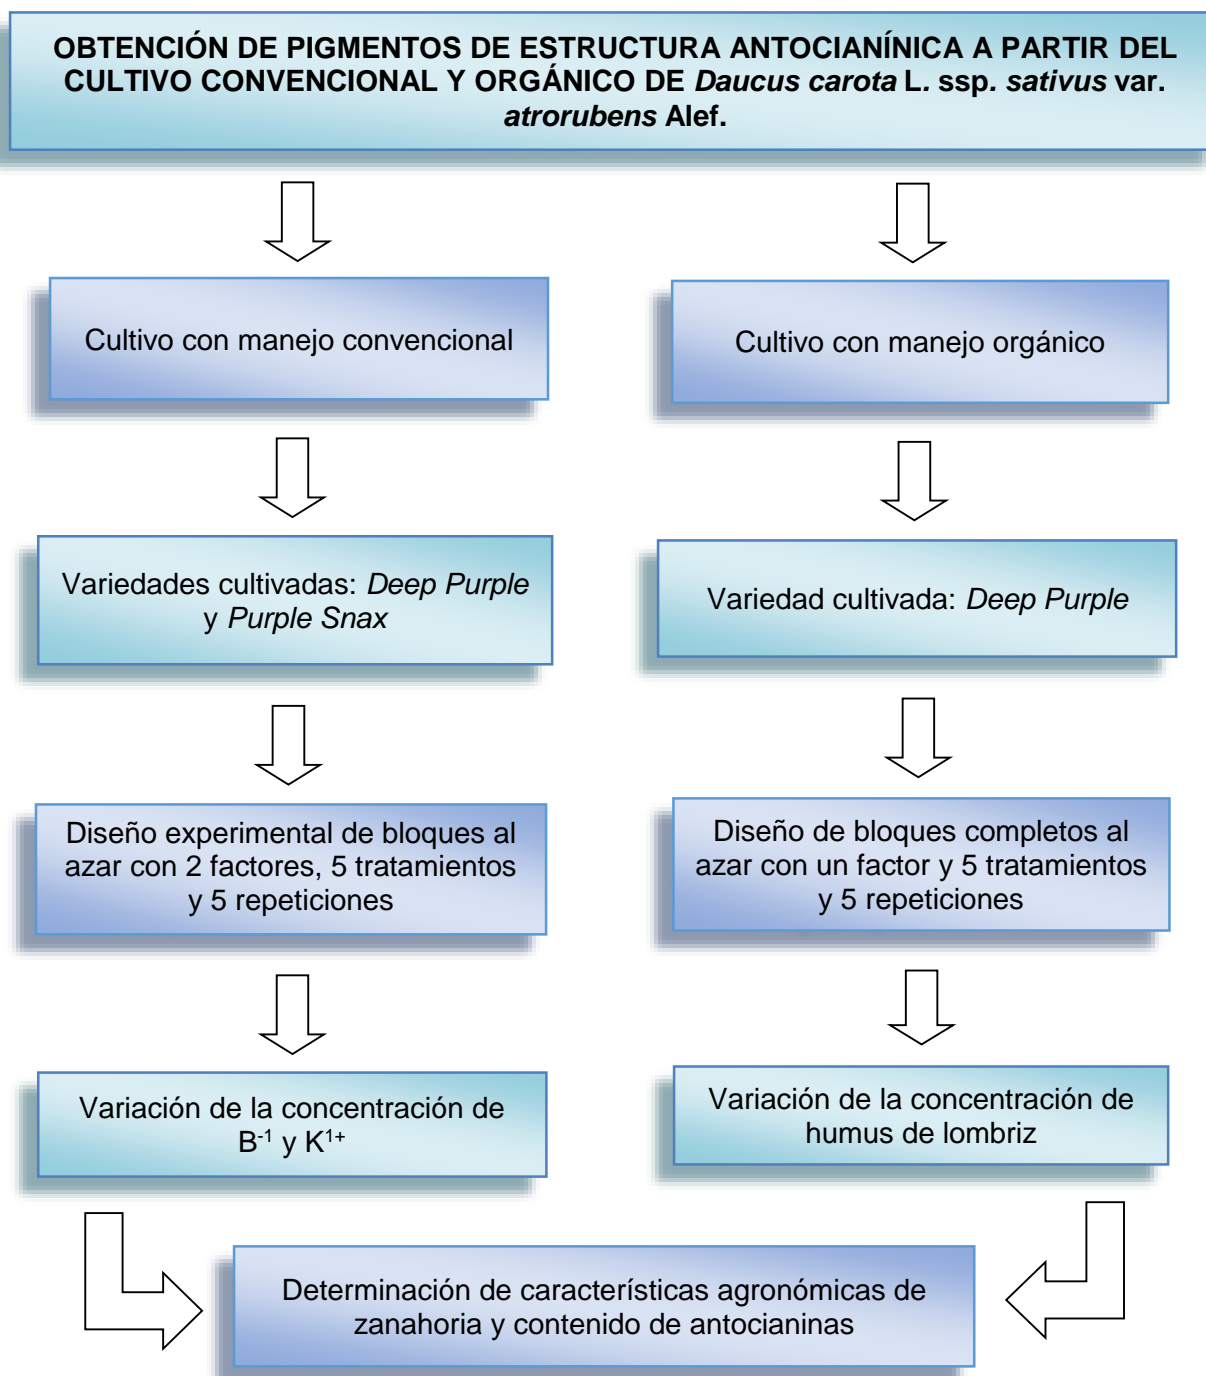 OBTENCIÓN DE PIGMENTOS DE ESTRUCTURA ANTOCIANÍNICA A PARTIR DEL
CULTIVO CONVENCIONAL Y ORGÁNICO DE Daucus carota L. ssp. sativus var.
atrorubens Alef.
Cultivo con manejo convencional
Cultivo con manejo orgánico
Variedades cultivadas: Deep Purple
y Purple Snax
Variedad cultivada: Deep Purple
Diseño experimental de bloques al
azar con 2 factores, 5 tratamientos
y 5 repeticiones
Diseño de bloques completos al
azar con un factor y 5 tratamientos
y 5 repeticiones
Variación de la concentración de
B⁻¹ y K¹⁺
Variación de la concentración de
humus de lombriz
Determinación de características agronómicas de
zanahoria y contenido de antocianinas